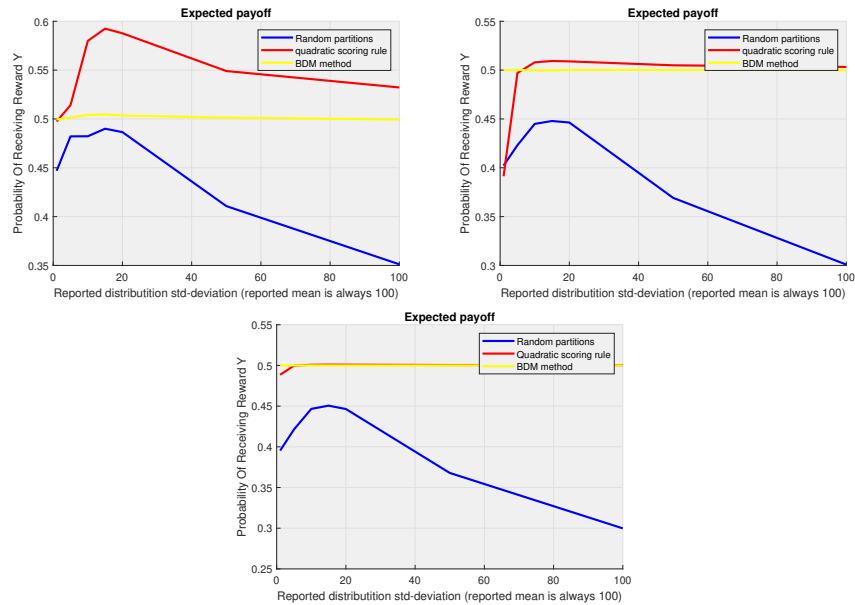 Expected payoff
0.6
0.55
0.5
0.45
0.4
0.35
Probability Of Receiving Reward Y
Random partitions
quadratic scoring rule
BDM method
0 20 40 60 80 100
Reported distributition std-deviation (reported mean is always 100)
Expected payoff
0.55
0.5
0.45
0.4
0.35
0.3
Probability Of Receiving Reward Y
Random partitions
quadratic scoring rule
BDM method
0 20 40 60 80 100
Reported distributition std-deviation (reported mean is always 100)
Expected payoff
0.55
0.5
0.45
0.4
0.35
0.3
0.25
Probability Of Receiving Reward Y
Random partitions
Quadratic scoring rule
BDM method
0 20 40 60 80 100
Reported distributition std-deviation (reported mean is always 100)